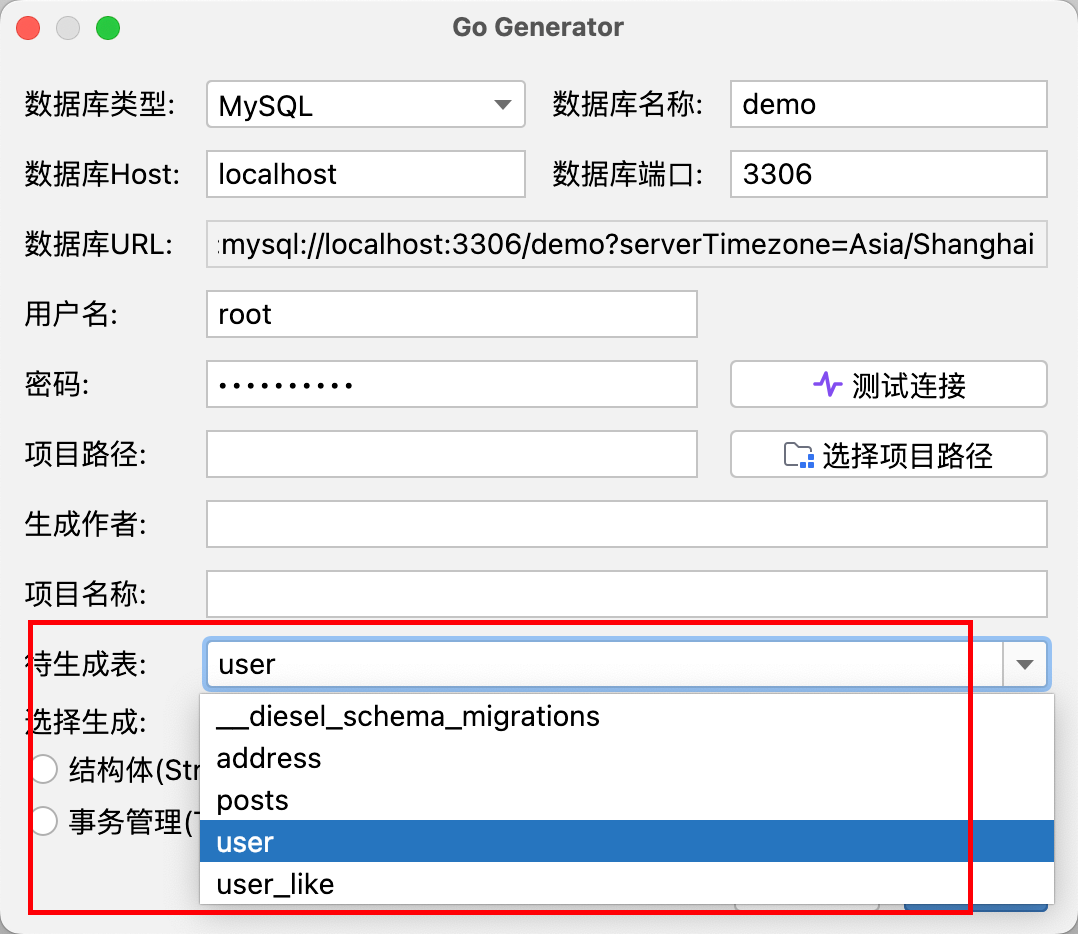 Go Generator
数据库类型: MySQL 数据库名称: demo
数据库Host: localhost 数据库端口: 3306
数据库URL: :mysql://localhost:3306/demo?serverTimezone=Asia/Shanghai
用户名: root
密码: ••••••••••
测试连接
项目路径: 选择项目路径
生成作者:
项目名称:
待生成表: user
选择生成:
__diesel_schema_migrations
address
结构体(Str
posts
事务管理(T
user
user_like